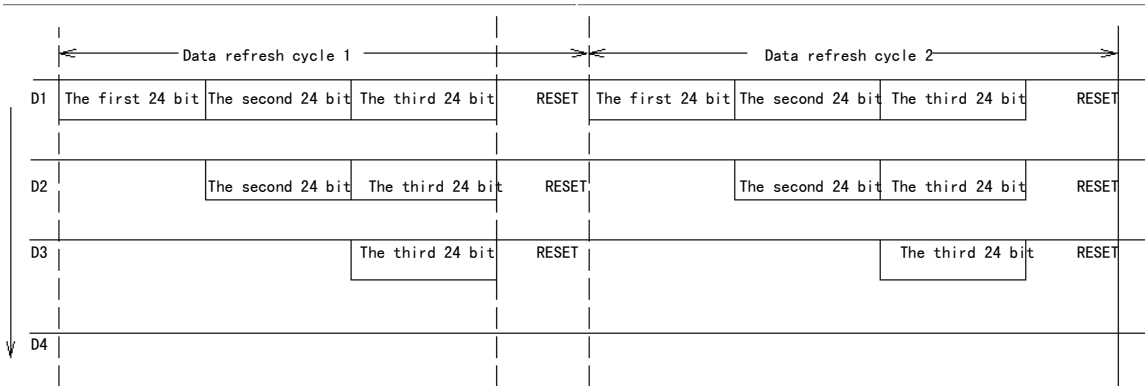 Data refresh cycle 1 Data refresh cycle 2
D1 The first 24 bit The second 24 bit The third 24 bit RESET The first 24 bit The second 24 bit The third 24 bit RESET
D2 The second 24 bit The third 24 bit RESET The second 24 bit The third 24 bit RESET
D3 The third 24 bit RESET The third 24 bit RESET
D4